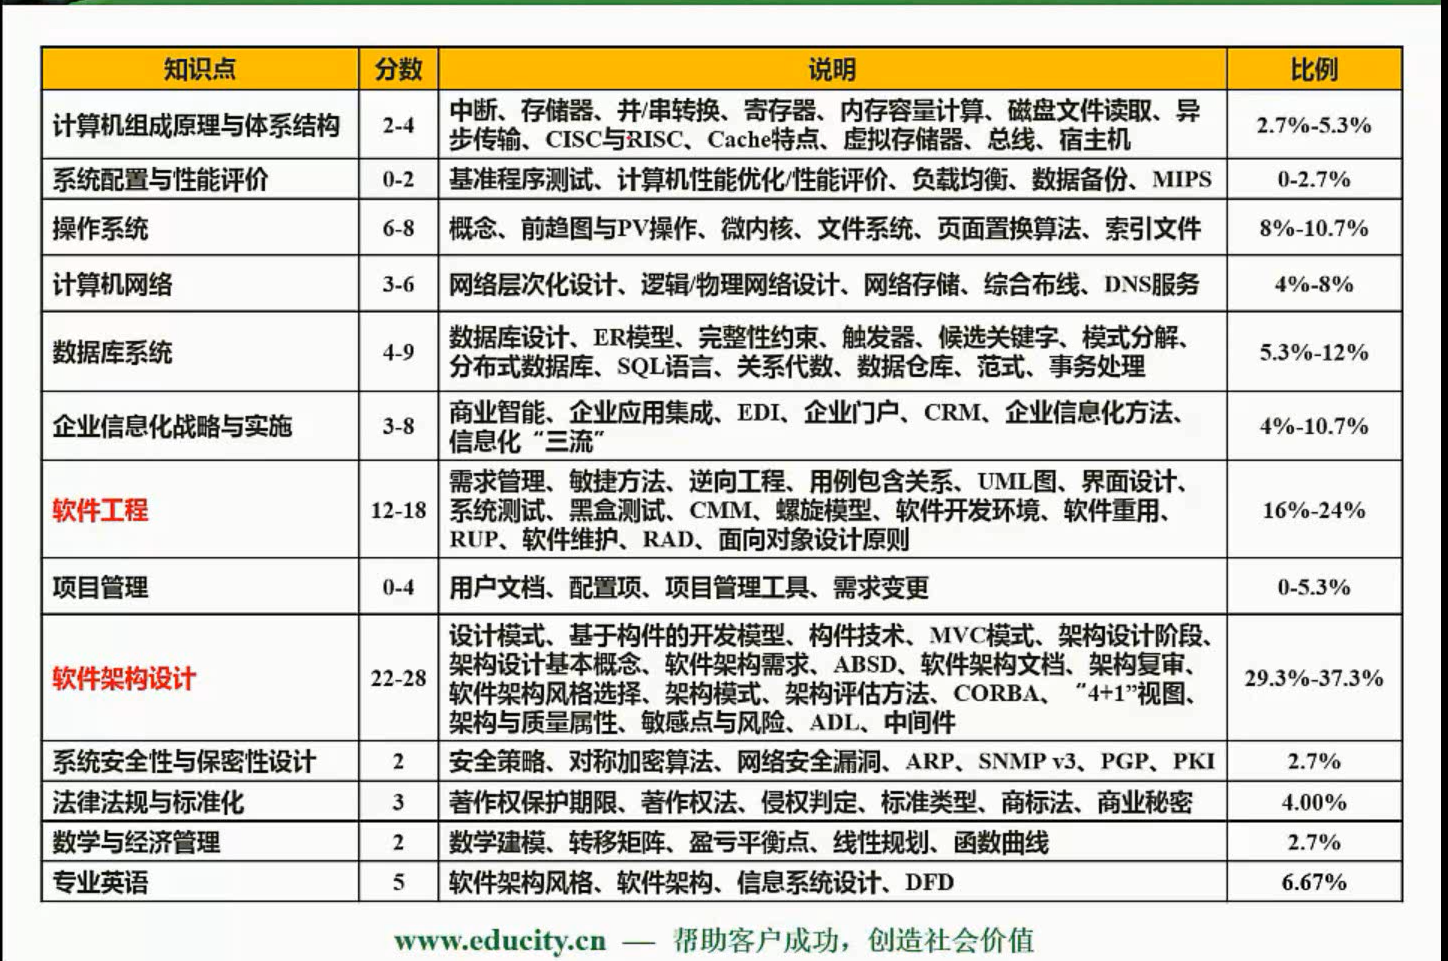 知识点 分数 说明 比例
计算机组成原理与体系结构 2-4 中断、存储器、并/串转换、寄存器、内存容量计算、磁盘文件读取、异
步传输、CISC与RISC、Cache特点、虚拟存储器、总线、宿主机 2.7%-5.3%
系统配置与性能评价 0-2 基准程序测试、计算机性能优化/性能评价、负载均衡、数据备份、MIPS 0-2.7%
操作系统 6-8 概念、前趋图与PV操作、微内核、文件系统、页面置换算法、索引文件 8%-10.7%
计算机网络 3-6 网络层次化设计、逻辑/物理网络设计、网络存储、综合布线、DNS服务 4%-8%
数据库系统 4-9 数据库设计、ER模型、完整性约束、触发器、候选关键字、模式分解、
分布式数据库、SQL语言、关系代数、数据仓库、范式、事务处理 5.3%-12%
企业信息化战略与实施 3-8 商业智能、企业应用集成、EDI、企业门户、CRM、企业信息化方法、
信息化“三流” 4%-10.7%
软件工程 12-18 需求管理、敏捷方法、逆向工程、用例包含关系、UML图、界面设计、
系统测试、黑盒测试、CMM、螺旋模型、软件开发环境、软件重用、
RUP、软件维护、RAD、面向对象设计原则 16%-24%
项目管理 0-4 用户文档、配置项、项目管理工具、需求变更 0-5.3%
软件架构设计 22-28 设计模式、基于构件的开发模型、构件技术、MVC模式、架构设计阶段、
架构设计基本概念、软件架构需求、ABSD、软件架构文档、架构复审、
软件架构风格选择、架构模式、架构评估方法、CORBA、“4+1”视图、
架构与质量属性、敏感点与风险、ADL、中间件 29.3%-37.3%
系统安全性与保密性设计 2 安全策略、对称加密算法、网络安全漏洞、ARP、SNMP v3、PGP、PKI 2.7%
法律法规与标准化 3 著作权保护期限、著作权法、侵权判定、标准类型、商标法、商业秘密 4.00%
数学与经济管理 2 数学建模、转移矩阵、盈亏平衡点、线性规划、函数曲线 2.7%
专业英语 5 软件架构风格、软件架构、信息系统设计、DFD 6.67%
www.educity.cn — 帮助客户成功，创造社会价值